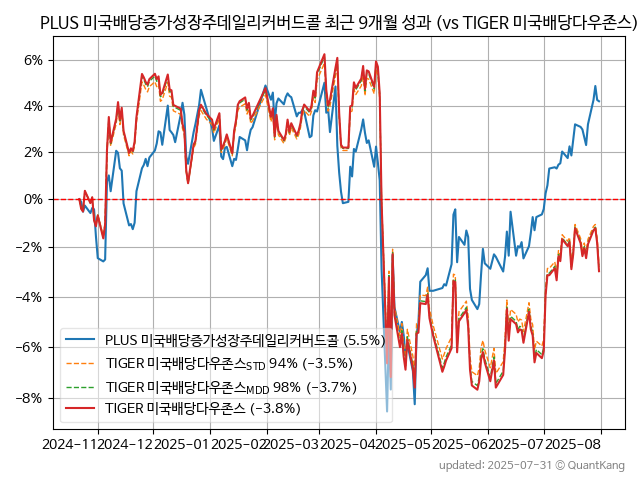 PLUS 미국배당증가성장주데일리커버드콜 최근 9개월 성과 (vs TIGER 미국배당다우존스)
6%
4%
2%
0%
−2%
−4%
−6%
−8%
PLUS 미국배당증가성장주데일리커버드콜 (5.5%)
TIGER 미국배당다우존스STD 94% (−3.5%)
TIGER 미국배당다우존스MDD 98% (−3.7%)
TIGER 미국배당다우존스 (−3.8%)
2024-11 2024-12 2025-01 2025-02 2025-03 2025-04 2025-05 2025-06 2025-07 2025-08
updated: 2025-07-31 © QuantKang